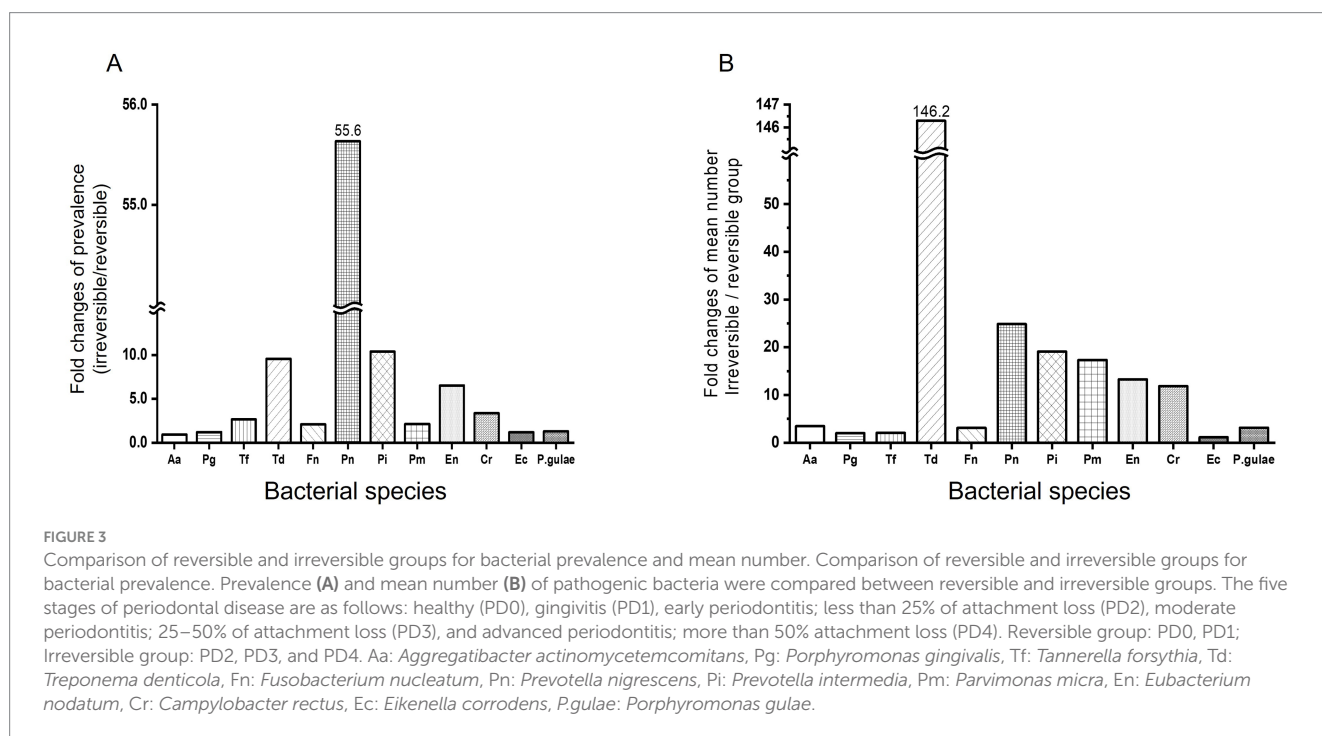 A
Fold changes of prevalence
(irreversible/reversible)
56.0
55.0
10.0
5.0
0.0
55.6
Aa Pg Tf Td Fn Pn Pi Pm En Cr Ec P.gulae
Bacterial species
B
Fold changes of mean number
Irreversible / reversible group
147
146
50
40
30
20
10
0
146.2
Aa Pg Tf Td Fn Pn Pi Pm En Cr Ec P.gulae
Bacterial species
FIGURE 3
Comparison of reversible and irreversible groups for bacterial prevalence and mean number. Comparison of reversible and irreversible groups for
bacterial prevalence. Prevalence (A) and mean number (B) of pathogenic bacteria were compared between reversible and irreversible groups. The five
stages of periodontal disease are as follows: healthy (PD0), gingivitis (PD1), early periodontitis; less than 25% of attachment loss (PD2), moderate
periodontitis; 25–50% of attachment loss (PD3), and advanced periodontitis; more than 50% attachment loss (PD4). Reversible group: PD0, PD1;
Irreversible group: PD2, PD3, and PD4. Aa: Aggregatibacter actinomycetemcomitans, Pg: Porphyromonas gingivalis, Tf: Tannerella forsythia, Td:
Treponema denticola, Fn: Fusobacterium nucleatum, Pn: Prevotella nigrescens, Pi: Prevotella intermedia, Pm: Parvimonas micra, En: Eubacterium
nodatum, Cr: Campylobacter rectus, Ec: Eikenella corrodens, P.gulae: Porphyromonas gulae.